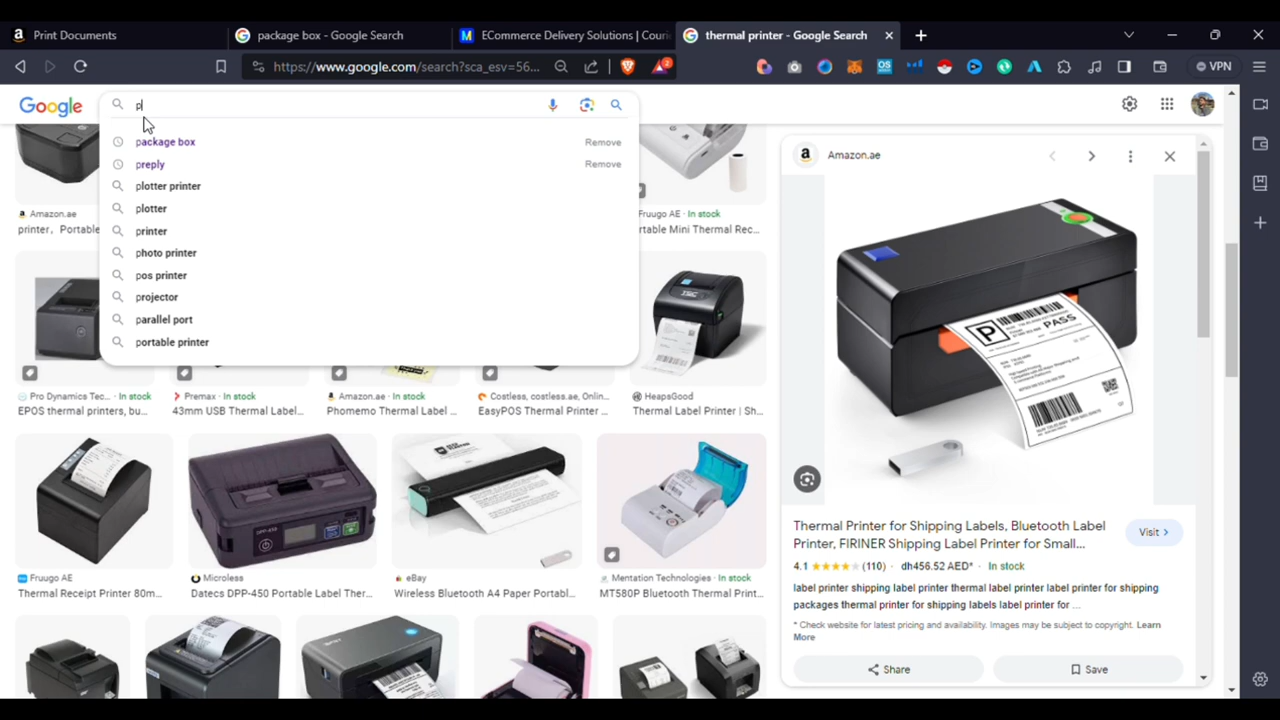 Print Documents
package box - Google Search
ECommerce Delivery Solutions | Couri
thermal printer - Google Search
https://www.google.com/search?sca_esv=56...
2
VPN
Google
p
package box
Remove
preply
Remove
plotter printer
plotter
printer
photo printer
pos printer
projector
parallel port
portable printer
Amazon.ae
printer, Portable
Fruugo AE · In stock
rtable Mini Thermal Rec...
Pro Dynamics Tec... · In stock
EPOS thermal printers, bu...
Premax · In stock
43mm USB Thermal Label...
Amazon.ae · In stock
Phomemo Thermal Label ...
Costless, costless.ae, Onlin...
EasyPOS Thermal Printer ...
HeapsGood
Thermal Label Printer | Sh...
Fruugo AE
Thermal Receipt Printer 80m...
Microless
Datecs DPP-450 Portable Label Ther...
eBay
Wireless Bluetooth A4 Paper Portabl...
Mentation Technologies · In stock
MT580P Bluetooth Thermal Print...
Amazon.ae
P
PASS
Thermal Printer for Shipping Labels, Bluetooth Label
Printer, FIRINER Shipping Label Printer for Small...
Visit
4.1
(110) · dh456.52 AED* · In stock
label printer shipping label printer thermal label printer label printer for shipping
packages thermal printer for shipping labels label printer for ...
* Check website for latest pricing and availability. Images may be subject to copyright. Learn
More
Share
Save